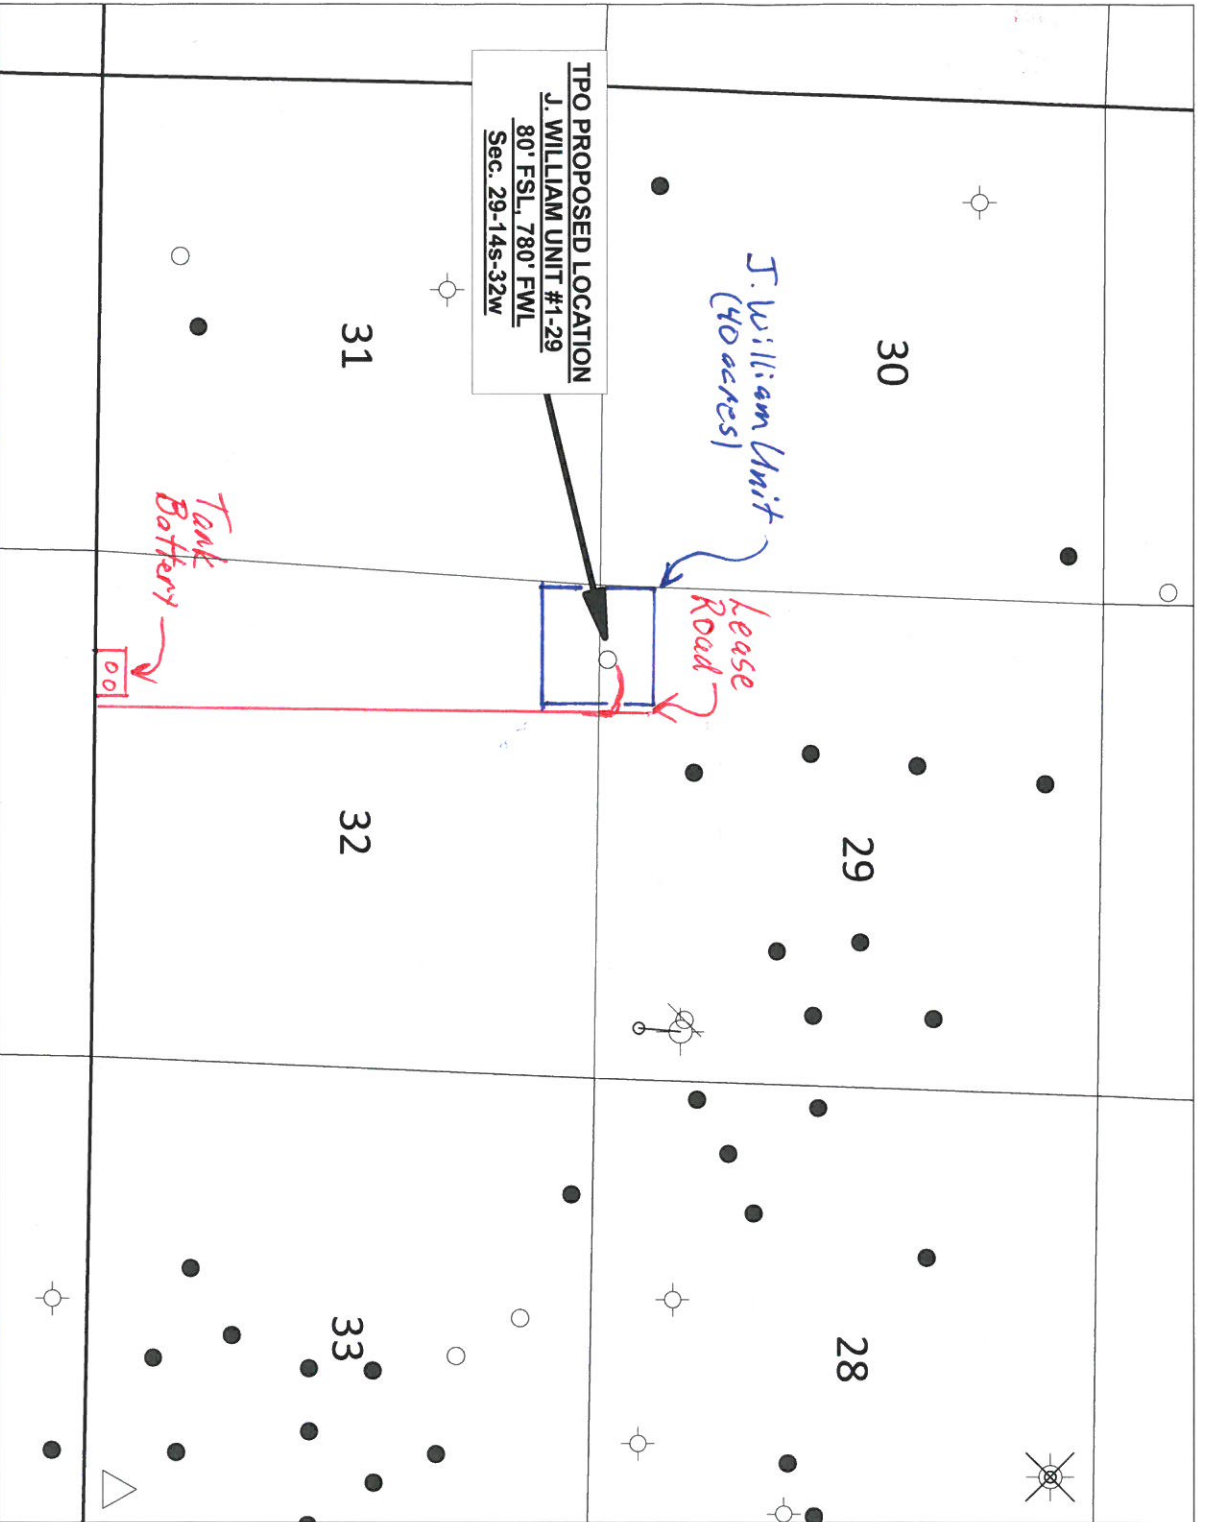 30
29
28
J. William Unit
(40 acres)
Lease
Road
TPO PROPOSED LOCATION
J. WILLIAM UNIT #1-29
80' FSL, 780' FWL
Sec. 29-14s-32w
31
32
33
Tank
Battery